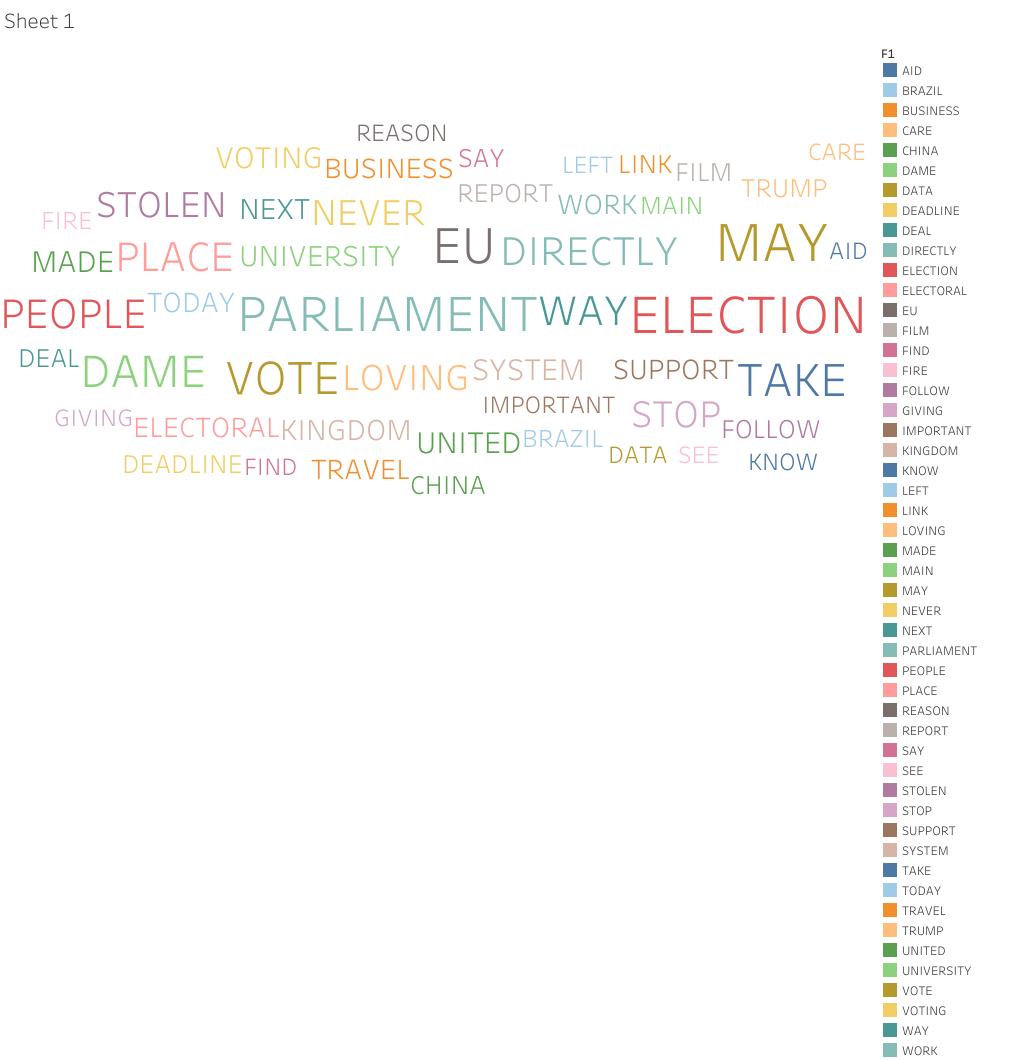 Sheet 1
REASON
VOTING BUSINESS SAY LEFT LINK FILM CARE
STOLEN NEXT NEVER REPORT WORK MAIN TRUMP
FIRE
MADE PLACE UNIVERSITY EU DIRECTLY MAY AID
PEOPLE TODAY PARLIAMENT WAY ELECTION
DEAL DAME VOTE LOVING SYSTEM SUPPORT TAKE
GIVING ELECTORAL KINGDOM IMPORTANT STOP FOLLOW
UNITED BRAZIL
DEADLINE FIND TRAVEL CHINA DATA SEE KNOW
F1
AID
BRAZIL
BUSINESS
CARE
CHINA
DAME
DATA
DEADLINE
DEAL
DIRECTLY
ELECTION
ELECTORAL
EU
FILM
FIND
FIRE
FOLLOW
GIVING
IMPORTANT
KINGDOM
KNOW
LEFT
LINK
LOVING
MADE
MAIN
MAY
NEVER
NEXT
PARLIAMENT
PEOPLE
PLACE
REASON
REPORT
SAY
SEE
STOLEN
STOP
SUPPORT
SYSTEM
TAKE
TODAY
TRAVEL
TRUMP
UNITED
UNIVERSITY
VOTE
VOTING
WAY
WORK